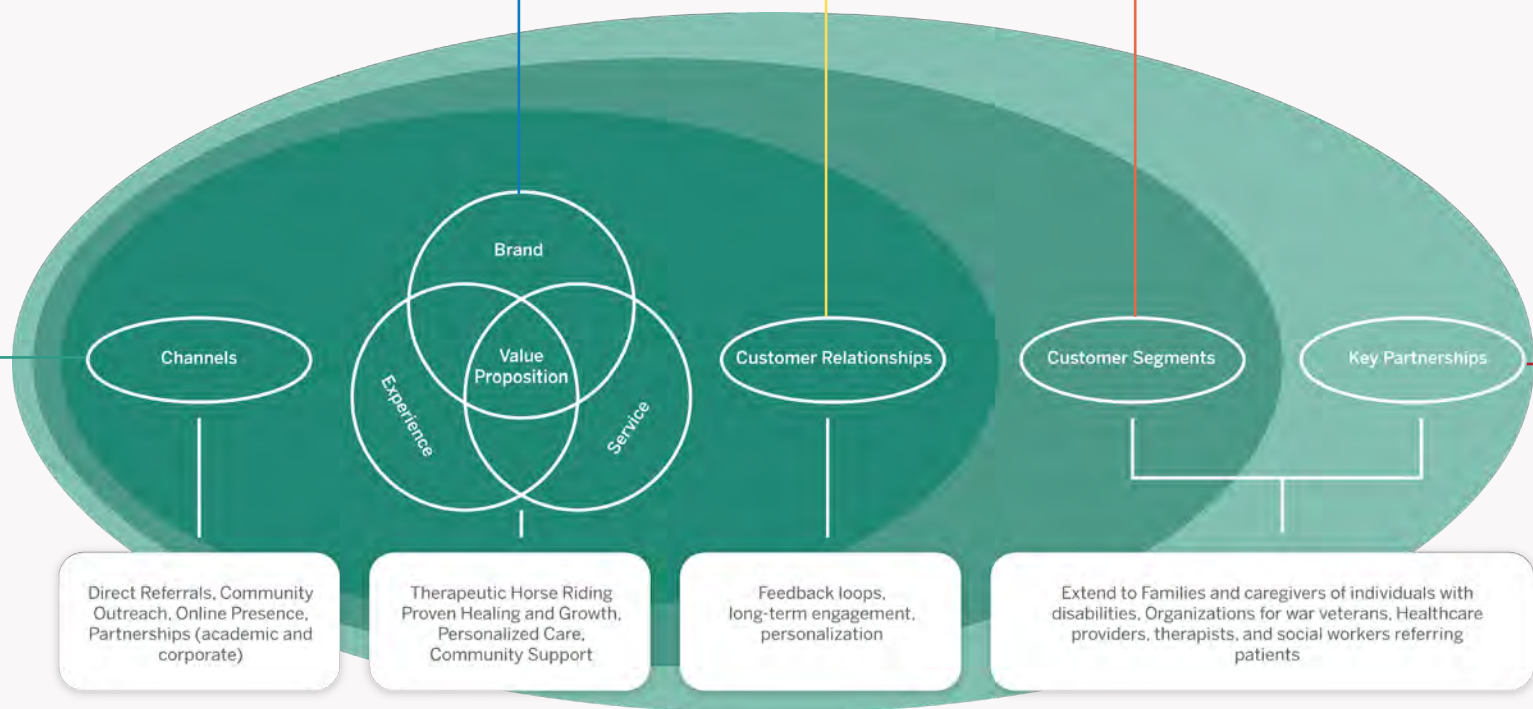 Brand
Channels
Value
Proposition
Experience
Service
Customer Relationships
Customer Segments
Key Partnerships
Direct Referrals, Community
Outreach, Online Presence,
Partnerships (academic and
corporate)
Therapeutic Horse Riding
Proven Healing and Growth,
Personalized Care,
Community Support
Feedback loops,
long-term engagement,
personalization
Extend to Families and caregivers of individuals with
disabilities, Organizations for war veterans, Healthcare
providers, therapists, and social workers referring
patients